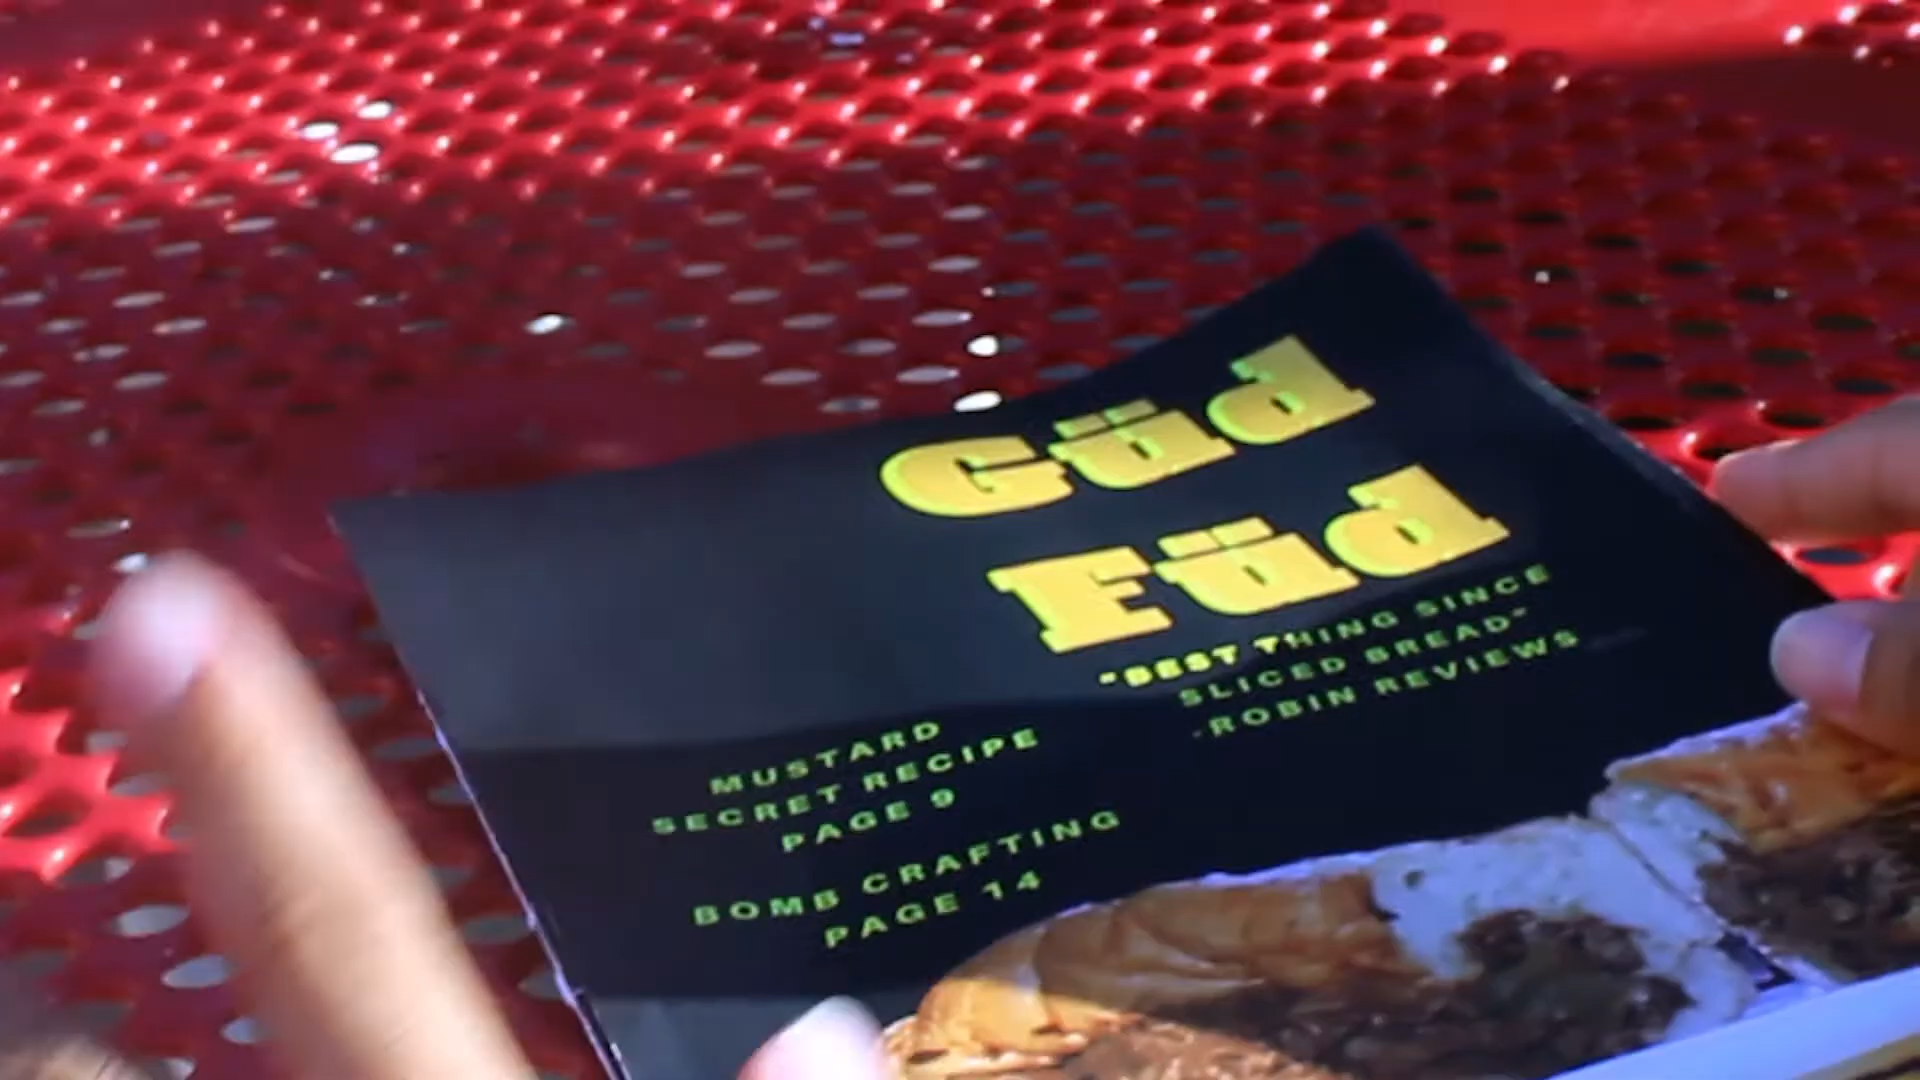 Güd
Füd
"BEST THING SINCE
SLICED BREAD"
-ROBIN REVIEWS
MUSTARD
SECRET RECIPE
PAGE 9
BOMB CRAFTING
PAGE 14